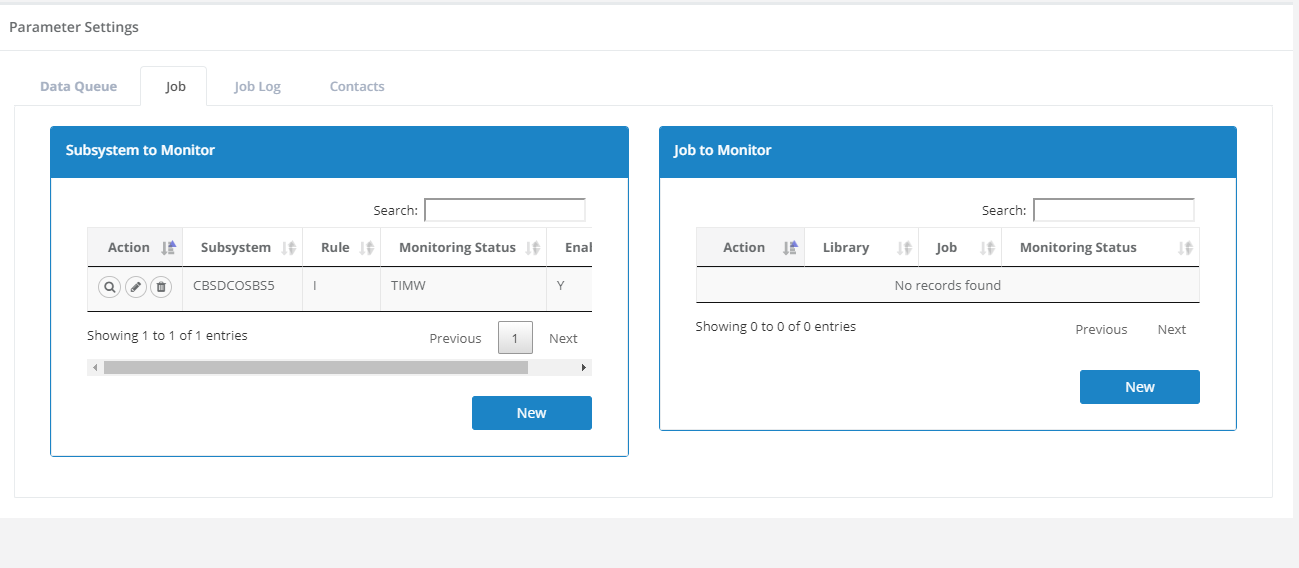 Parameter Settings
Data Queue Job Job Log Contacts
Subsystem to Monitor
Search:
Action Subsystem Rule Monitoring Status Enal
CBSDCOSBS5 I TIMW Y
Showing 1 to 1 of 1 entries Previous 1 Next
New
Job to Monitor
Search:
Action Library Job Monitoring Status
No records found
Showing 0 to 0 of 0 entries Previous Next
New